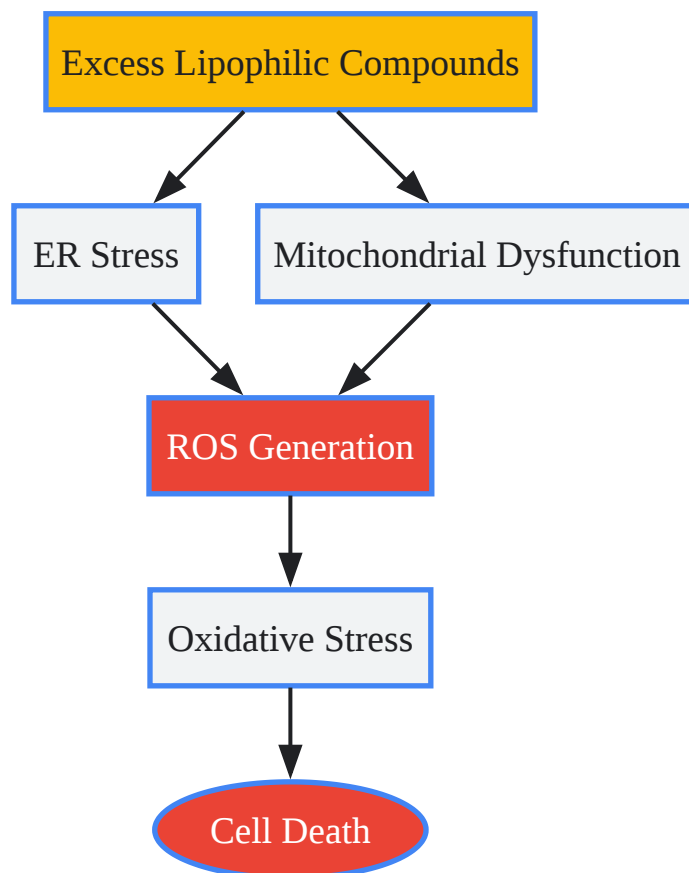 Excess Lipophilic Compounds
ER Stress
Mitochondrial Dysfunction
ROS Generation
Oxidative Stress
Cell Death